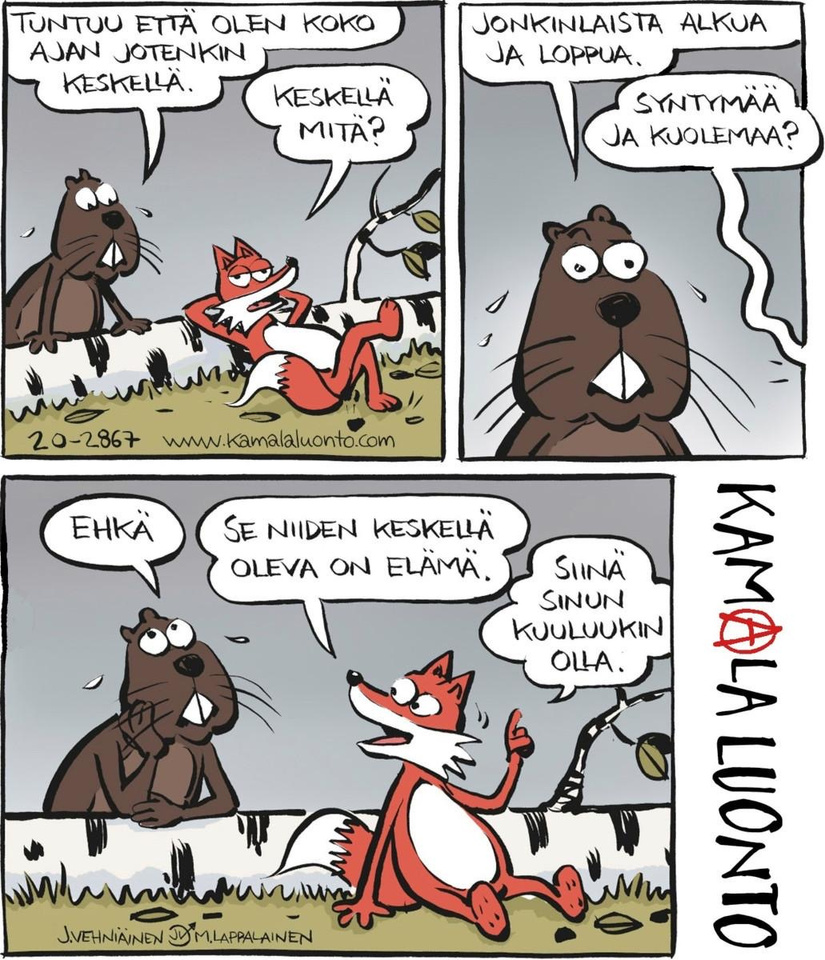 TUNTUU ETTÄ OLEN KOKO
AJAN JOTENKIN
KESKELLÄ.
KESKELLÄ
MITÄ?
20-2867 www.kamalaluonto.com
JONKINLAISTA ALKUA
JA LOPPUA.
SYNTYMÄÄ
JA KUOLEMAA?
EHKÄ
SE NIIDEN KESKELLÄ
OLEVA ON ELÄMÄ.
SIINÄ
SINUN
KUULUUKIN
OLLA.
J.VEHNIÄINEN JV M.LAPPALAINEN
KAMALA LUONTO